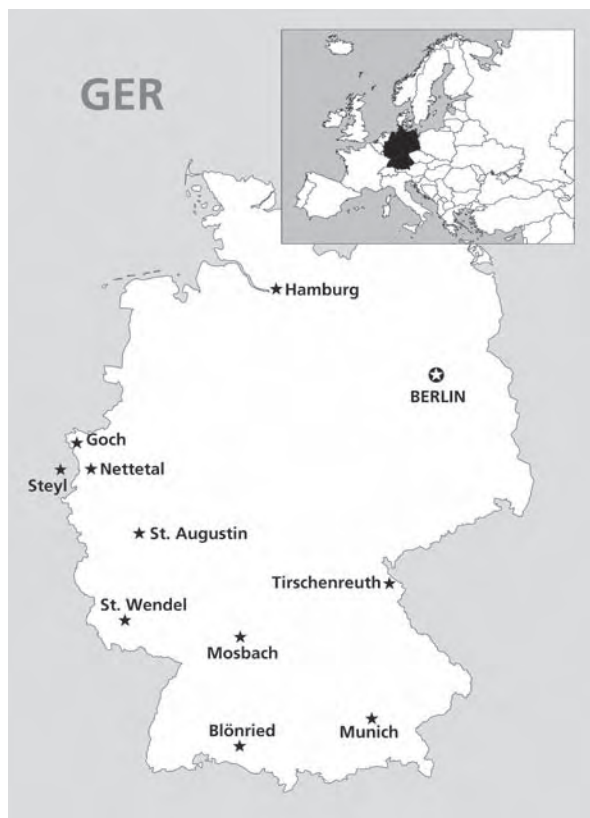 GER
Hamburg
BERLIN
Goch
Nettetal
Steyl
St. Augustin
Tirschenreuth
St. Wendel
Mosbach
Blönried
Munich